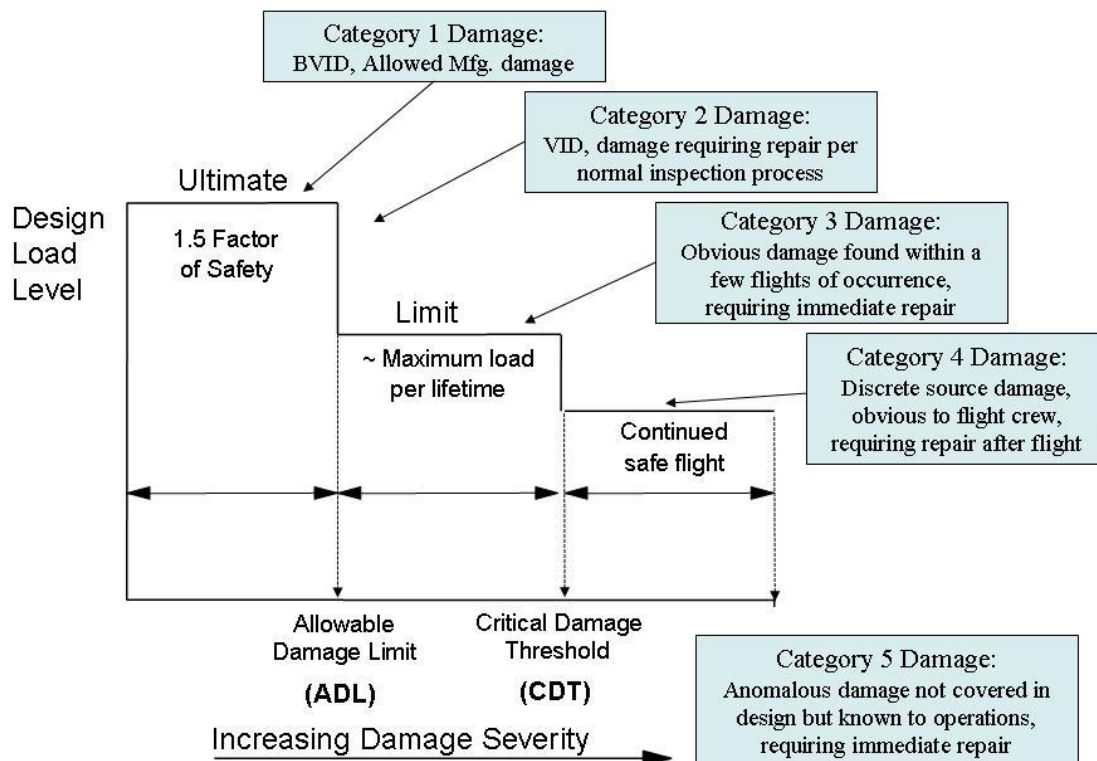 Category 1 Damage:
BVID, Allowed Mfg. damage
Category 2 Damage:
VID, damage requiring repair per
normal inspection process
Category 3 Damage:
Obvious damage found within a
few flights of occurrence,
requiring immediate repair
Category 4 Damage:
Discrete source damage,
obvious to flight crew,
requiring repair after flight
Ultimate
Design
Load
Level
1.5 Factor
of Safety
Limit
~ Maximum load
per lifetime
Continued
safe flight
Allowable
Damage Limit
(ADL)
Critical Damage
Threshold
(CDT)
Increasing Damage Severity
Category 5 Damage:
Anomalous damage not covered in
design but known to operations,
requiring immediate repair